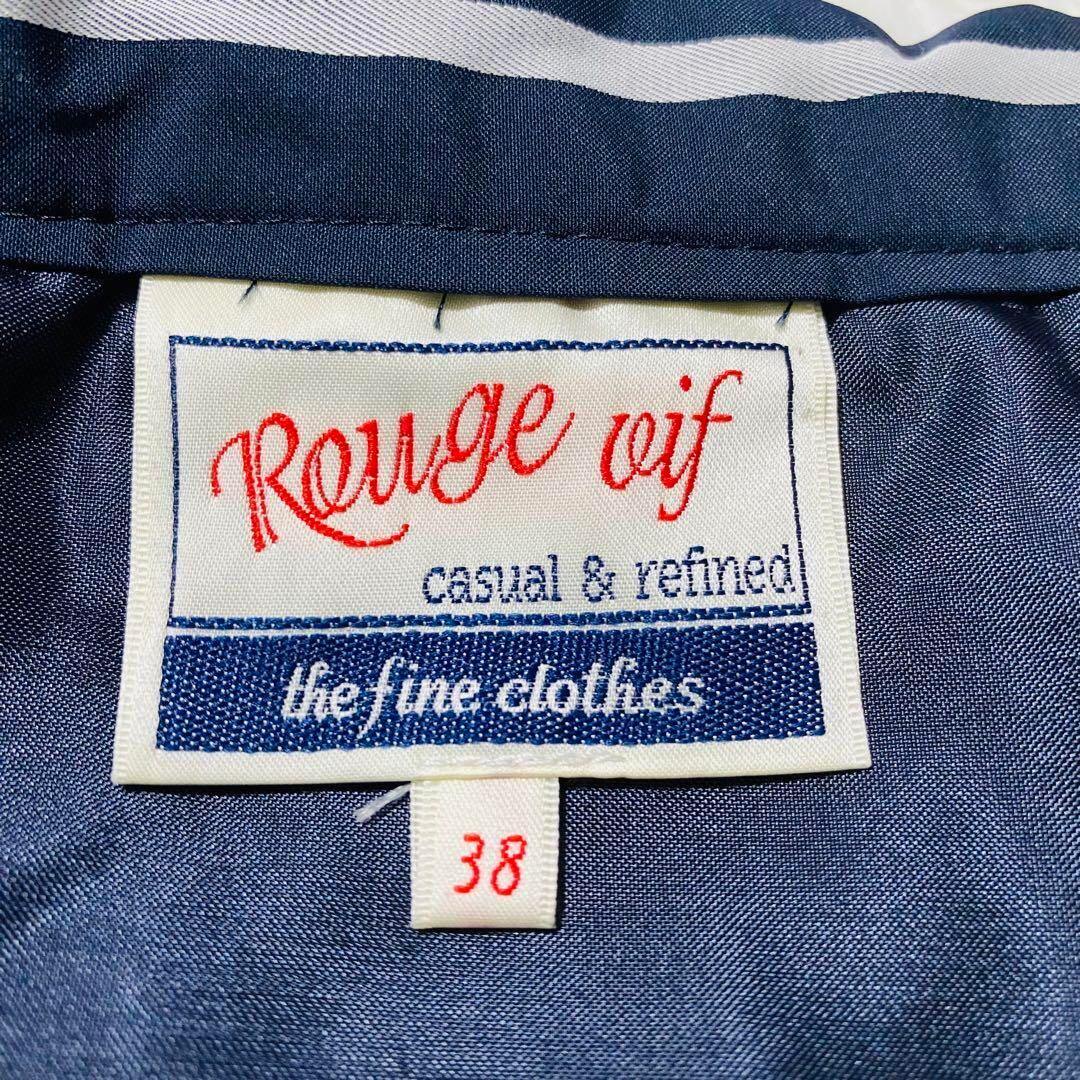 Rouge vif
casual & refined
the fine clothes
38